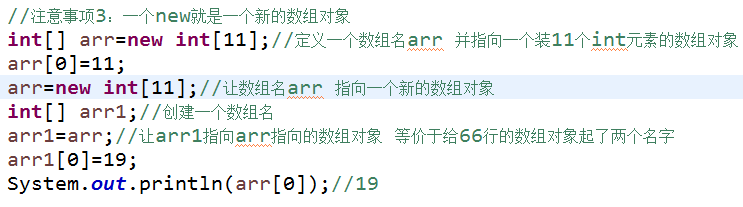 //注意事项3：一个new就是一个新的数组对象
int[] arr=new int[11];//定义一个数组名arr 并指向一个装11个int元素的数组对象
arr[0]=11;
arr=new int[11];//让数组名arr 指向一个新的数组对象
int[] arr1;//创建一个数组名
arr1=arr;//让arr1指向arr指向的数组对象 等价于给66行的数组对象起了两个名字
arr1[0]=19;
System.out.println(arr[0]);//19